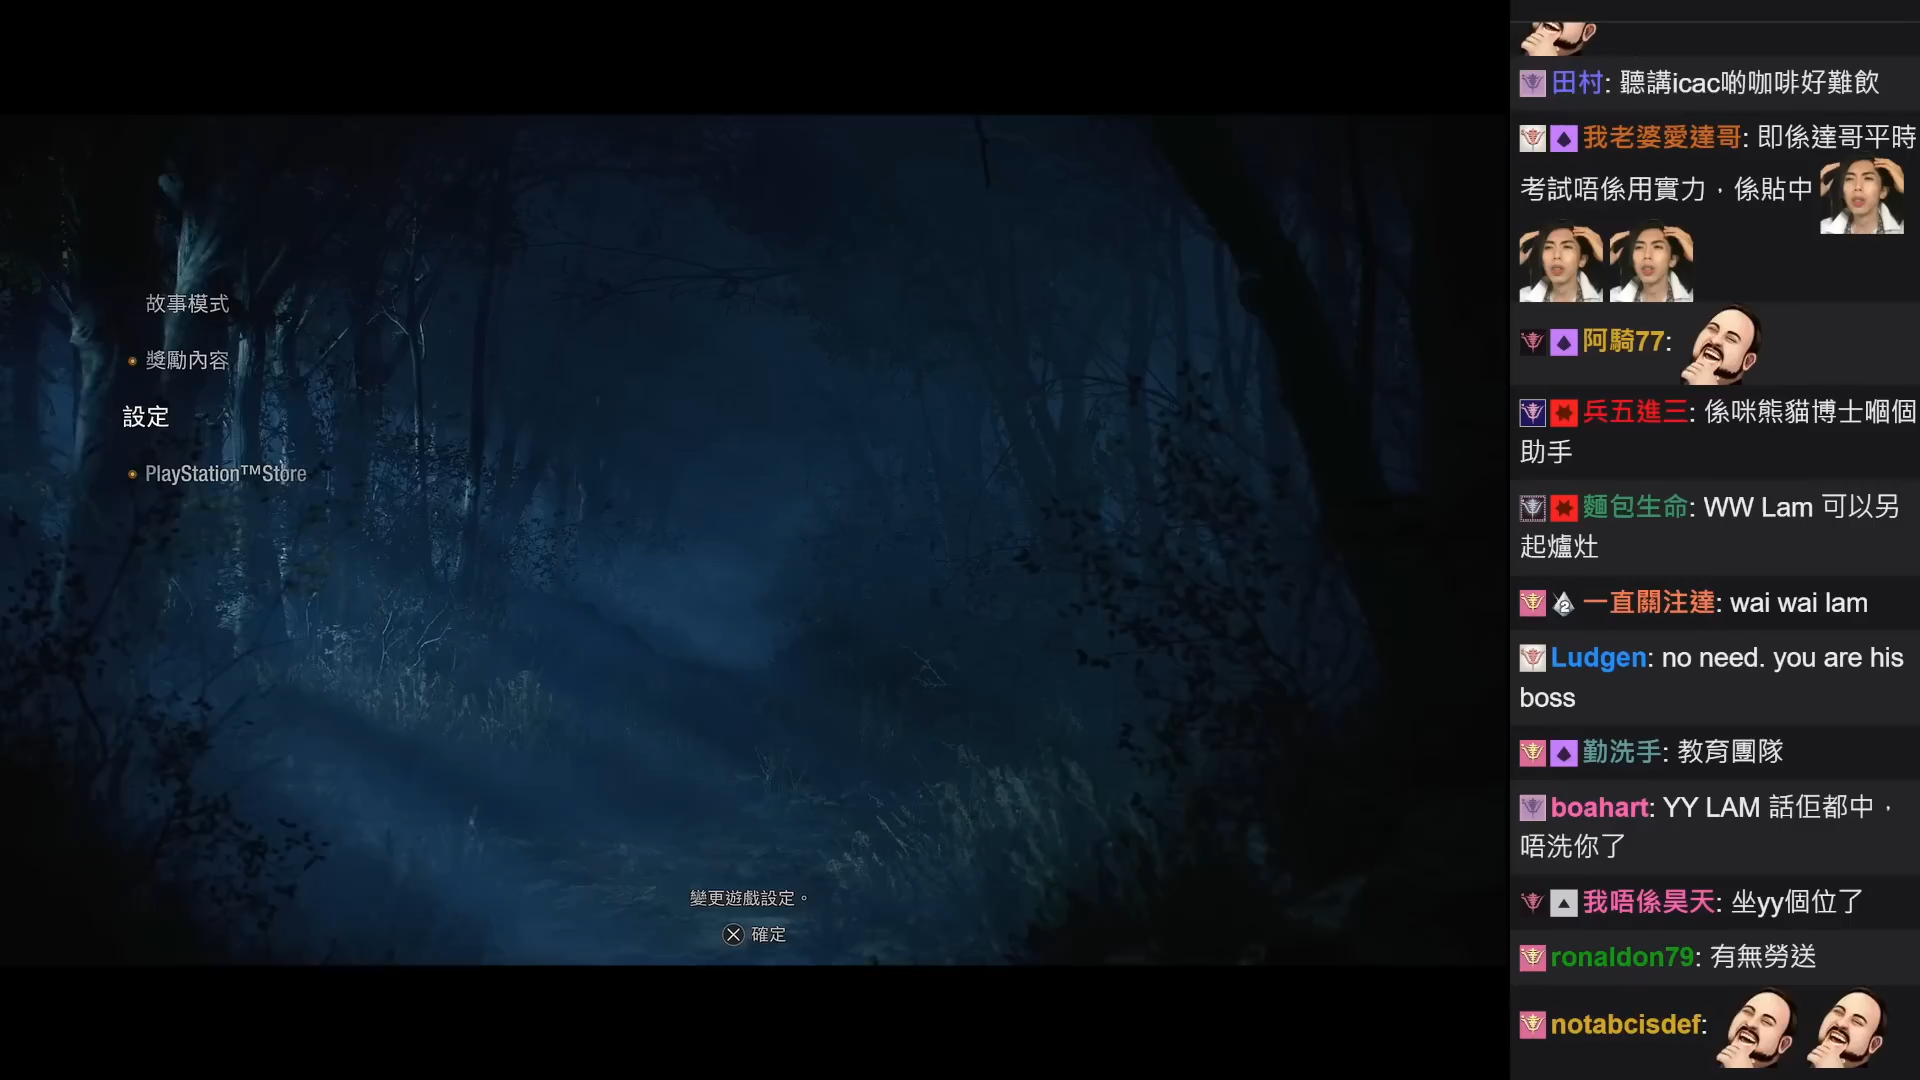 故事模式
獎勵內容
設定
PlayStation™Store
變更遊戲設定。
確定
田村: 聽講icac啲咖啡好難飲
我老婆愛達哥: 即係達哥平時
考試唔係用實力，係貼中
阿騎77:
兵五進三: 係咪熊貓博士嗰個
助手
麵包生命: WW Lam 可以另
起爐灶
2 一直關注達: wai wai lam
Ludgen: no need. you are his
boss
勤洗手: 教育團隊
boahart: YY LAM 話佢都中，
唔洗你了
我唔係昊天: 坐yy個位了
ronaldon79: 有無勞送
notabcisdef: